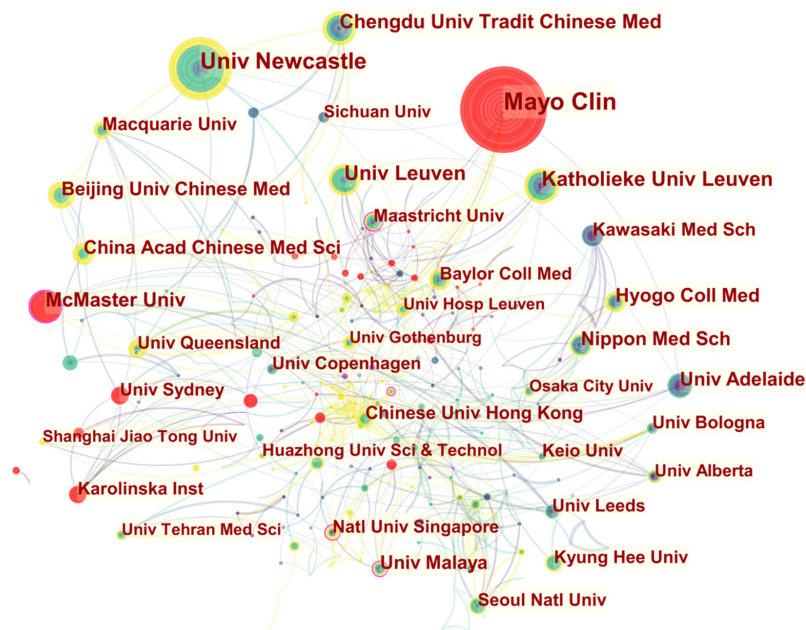 Chengdu Univ Tradit Chinese Med
Univ Newcastle
Mayo Clin
Sichuan Univ
Macquarie Univ
Univ Leuven
Katholieke Univ Leuven
Beijing Univ Chinese Med
Maastricht Univ
Kawasaki Med Sch
China Acad Chinese Med Sci
Baylor Coll Med
McMaster Univ
Univ Hosp Leuven
Hyogo Coll Med
Univ Queensland
Univ Gothenburg
Nippon Med Sch
Univ Copenhagen
Univ Sydney
Osaka City Univ
Univ Adelaide
Chinese Univ Hong Kong
Univ Bologna
Shanghai Jiao Tong Univ
Huazhong Univ Sci & Technol
Keio Univ
Univ Alberta
Karolinska Inst
Univ Leeds
Univ Tehran Med Sci
Natl Univ Singapore
Univ Malaya
Kyung Hee Univ
Seoul Natl Univ